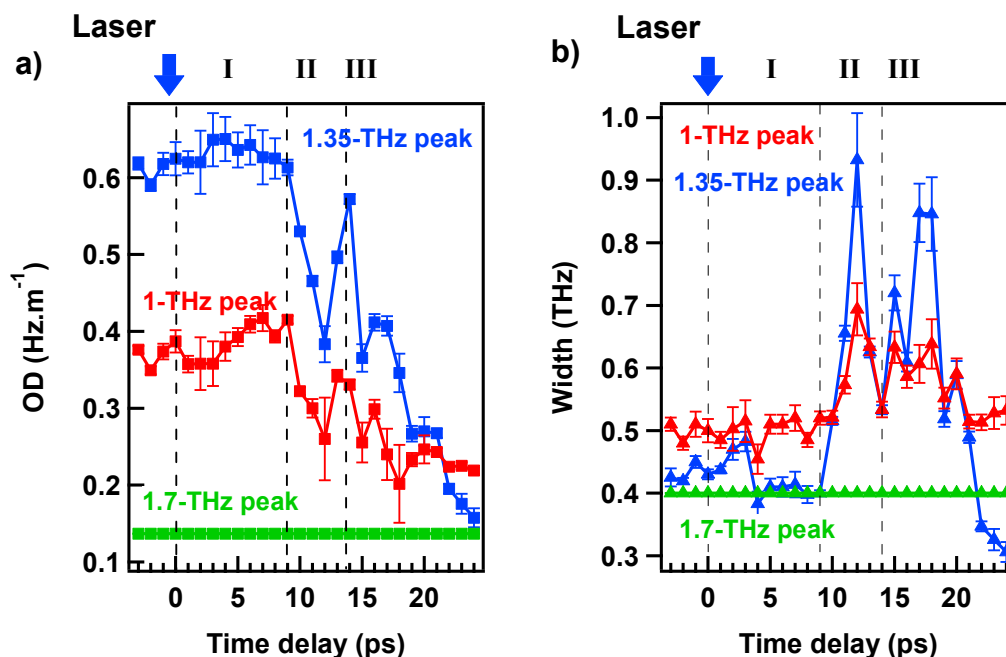 Laser
a)
I II III
OD (Hz.m⁻¹)
0.6
0.5
0.4
0.3
0.2
0.1
1.35-THz peak
1-THz peak
1.7-THz peak
0 5 10 15 20
Time delay (ps)
Laser
b)
I II III
Width (THz)
1.0
0.9
0.8
0.7
0.6
0.5
0.4
0.3
1-THz peak
1.35-THz peak
1.7-THz peak
0 5 10 15 20
Time delay (ps)